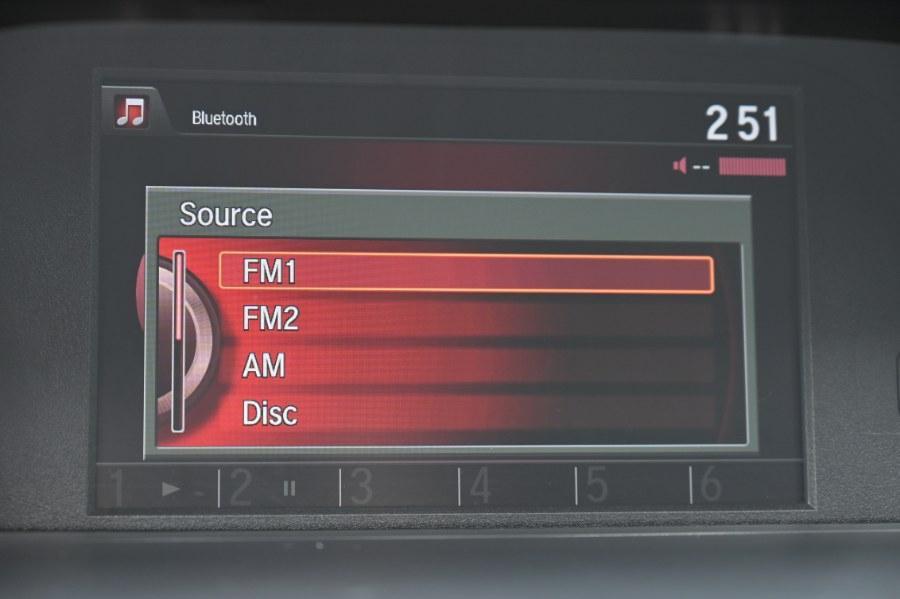 Bluetooth
2 51
--
Source
FM1
FM2
AM
Disc
1 2 3 4 5 6